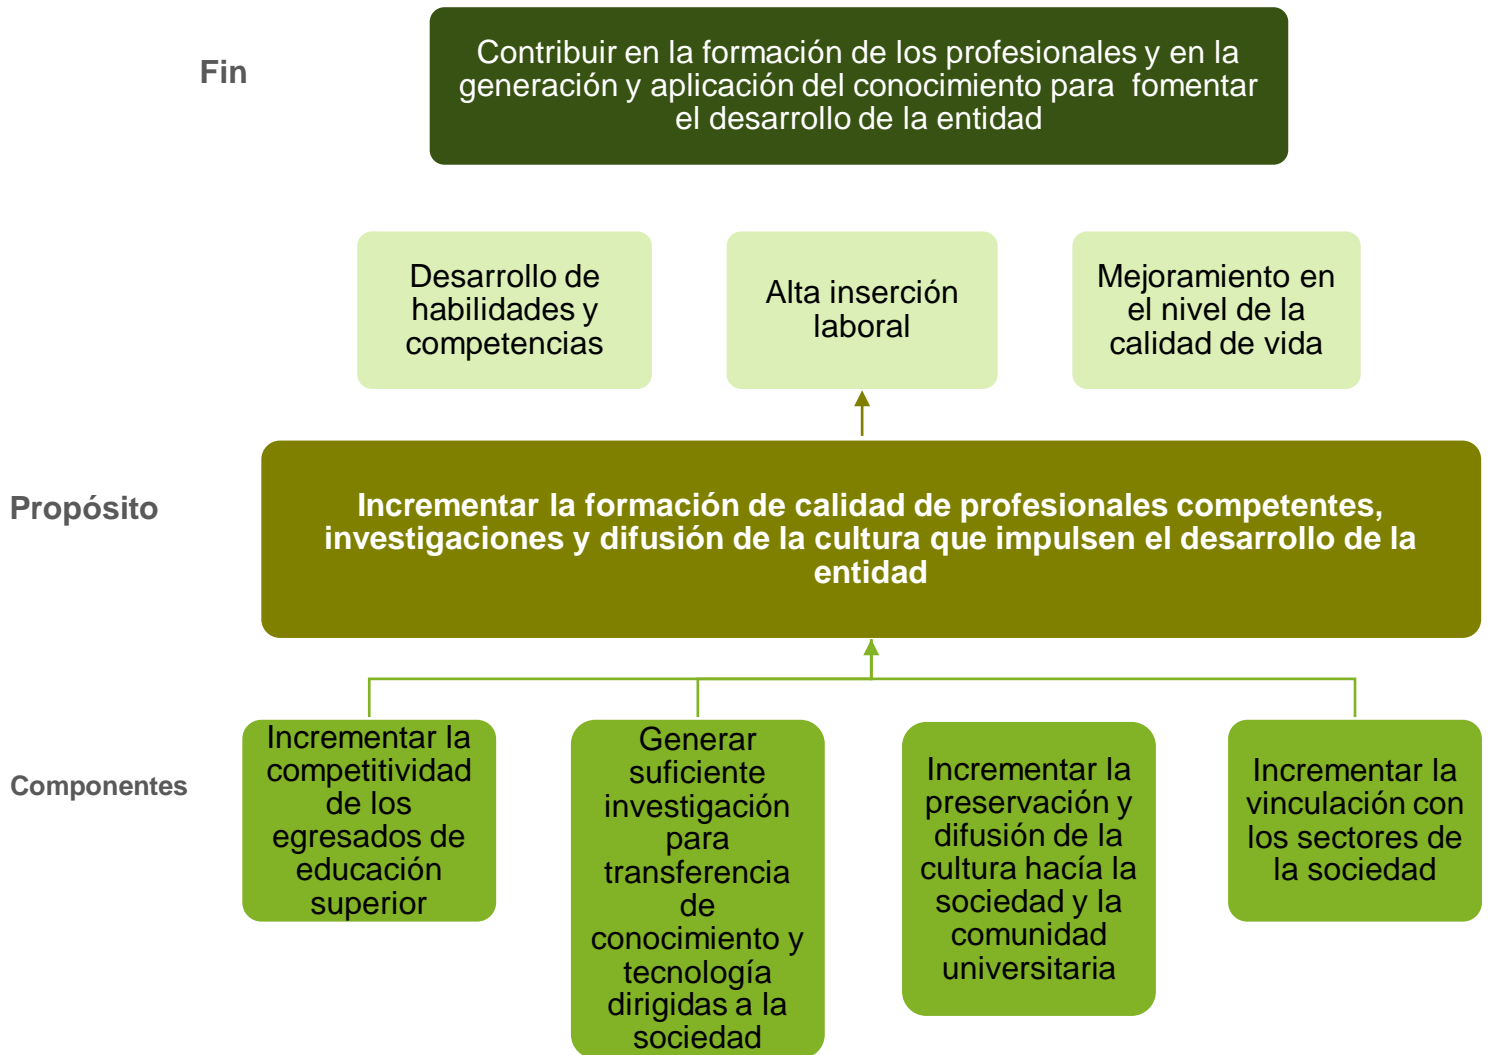 Fin
Contribuir en la formación de los profesionales y en la
generación y aplicación del conocimiento para  fomentar
el desarrollo de la entidad
Desarrollo de
habilidades y
competencias
Alta inserción
laboral
Mejoramiento en
el nivel de la
calidad de vida
Propósito
Incrementar la formación de calidad de profesionales competentes,
investigaciones y difusión de la cultura que impulsen el desarrollo de la
entidad
Componentes
Incrementar la
competitividad
de los
egresados de
educación
superior
Generar
suficiente
investigación
para
transferencia
de
conocimiento y
tecnología
dirigidas a la
sociedad
Incrementar la
preservación y
difusión de la
cultura hacía la
sociedad y la
comunidad
universitaria
Incrementar la
vinculación con
los sectores de
la sociedad